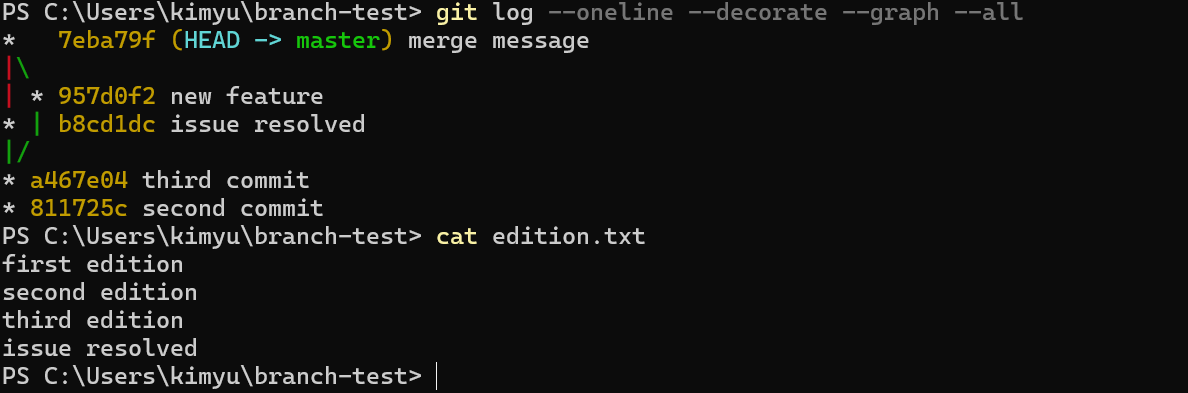 PS C:\Users\kimyu\branch-test> git log --oneline --decorate --graph --all
*   7eba79f (HEAD -> master) merge message
|\
| * 957d0f2 new feature
* | b8cd1dc issue resolved
|/
* a467e04 third commit
* 811725c second commit
PS C:\Users\kimyu\branch-test> cat edition.txt
first edition
second edition
third edition
issue resolved
PS C:\Users\kimyu\branch-test>